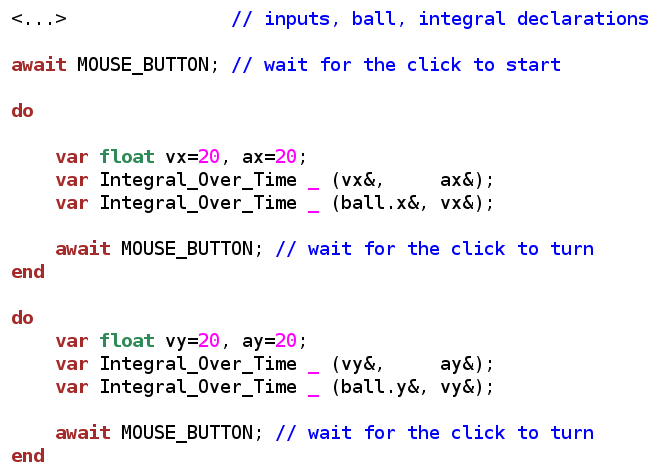 <...>               // inputs, ball, integral declarations
await MOUSE_BUTTON; // wait for the click to start
do
    var float vx=20, ax=20;
    var Integral_Over_Time _ (vx&,     ax&);
    var Integral_Over_Time _ (ball.x&, vx&);
    await MOUSE_BUTTON; // wait for the click to turn
end
do
    var float vy=20, ay=20;
    var Integral_Over_Time _ (vy&,     ay&);
    var Integral_Over_Time _ (ball.y&, vy&);
    await MOUSE_BUTTON; // wait for the click to turn
end